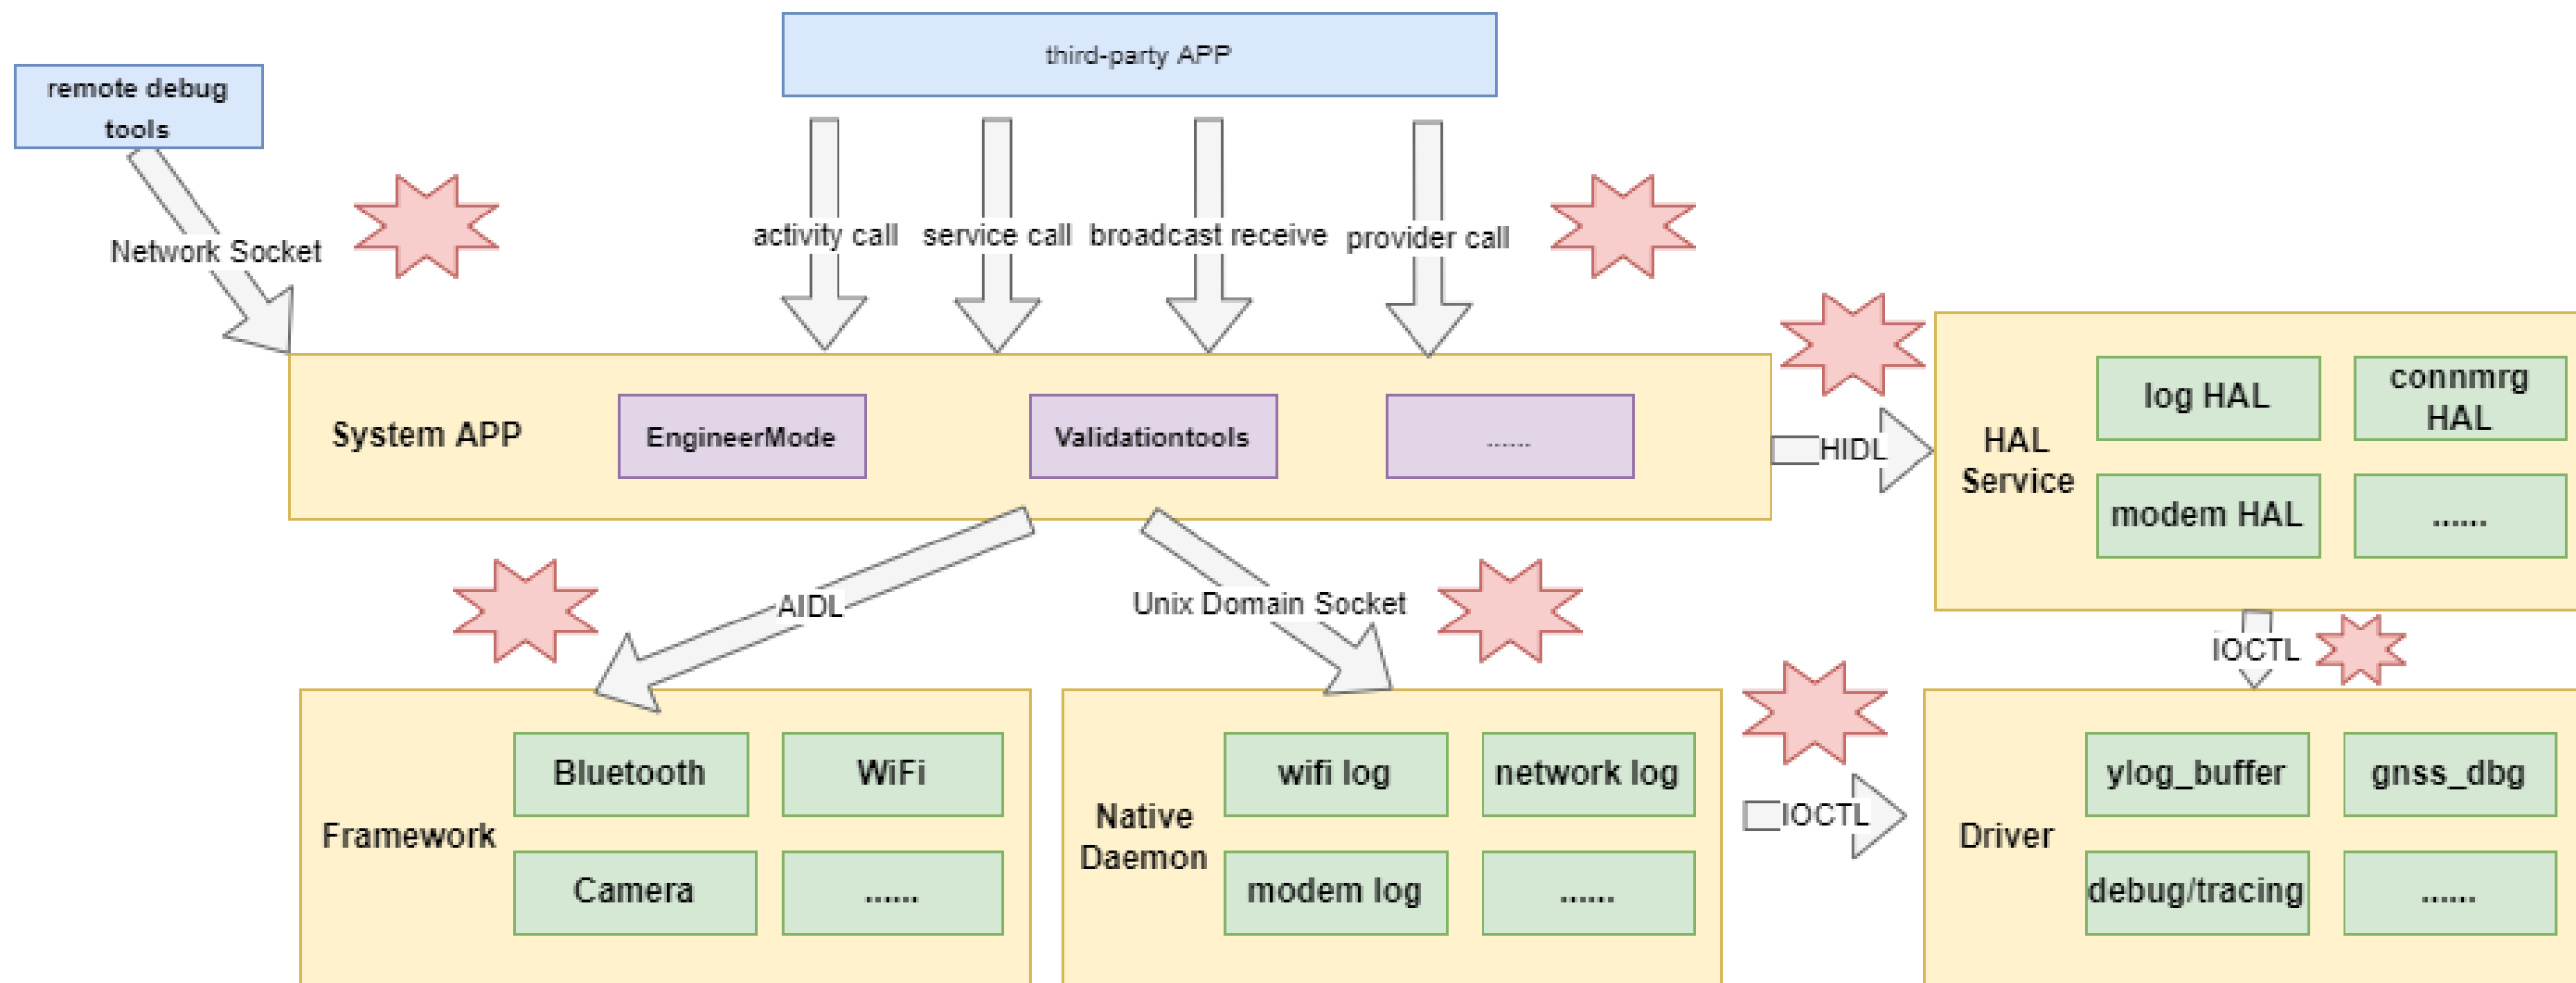 third-party APP
remote debug
tools
Network Socket
activity call
service call
broadcast receive
provider call
System APP
EngineerMode
Validationtools
......
HIDL
HAL
Service
log HAL
connmrg
HAL
modem HAL
......
AIDL
Unix Domain Socket
IOCTL
Framework
Bluetooth
WiFi
Camera
......
Native
Daemon
wifi log
network log
modem log
......
IOCTL
Driver
ylog_buffer
gnss_dbg
debug/tracing
......